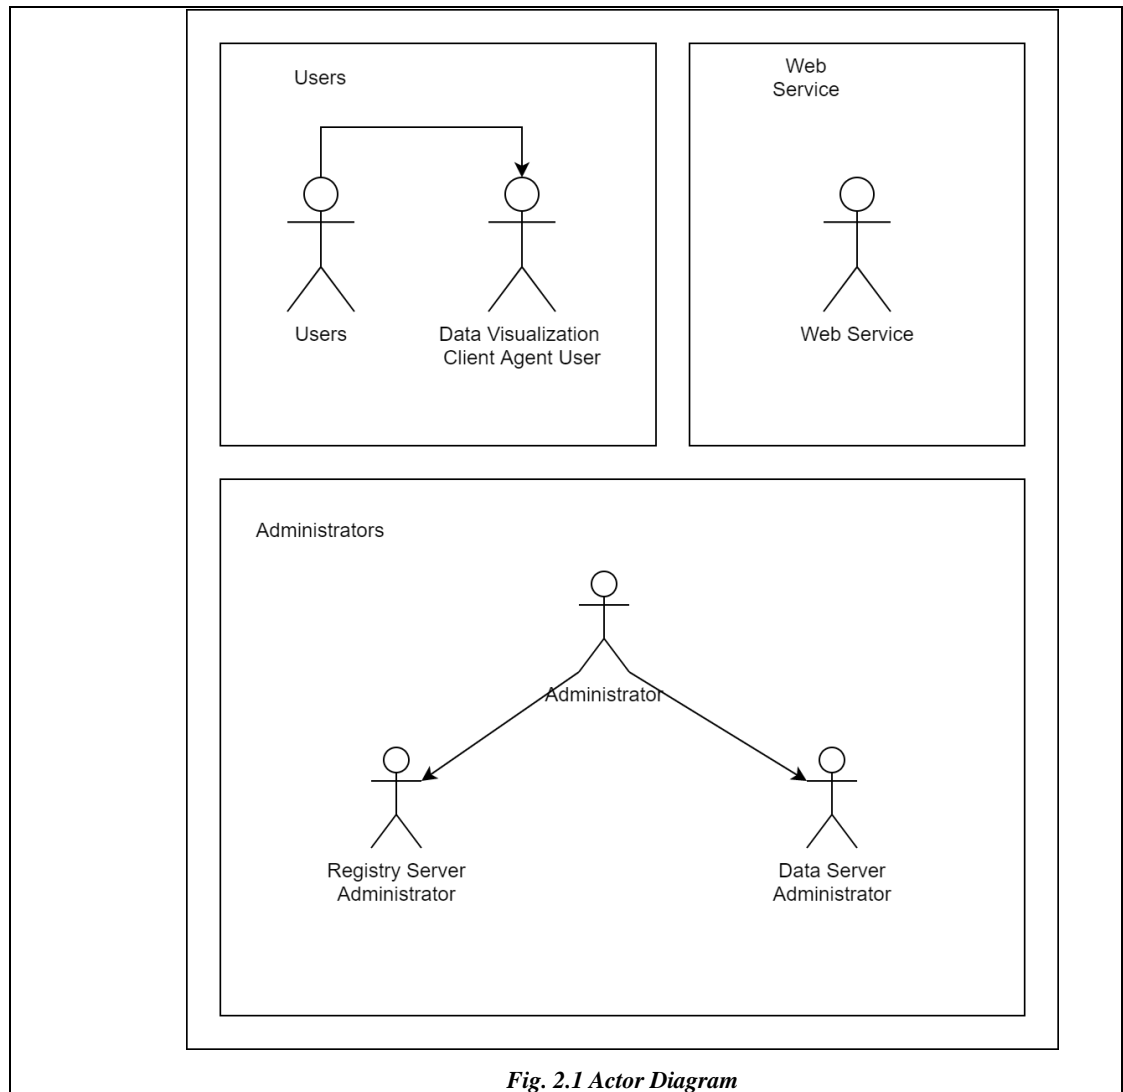 Users
Web
Service
Users
Data Visualization
Client Agent User
Web Service
Administrators
Administrator
Registry Server
Administrator
Data Server
Administrator
Fig. 2.1 Actor Diagram